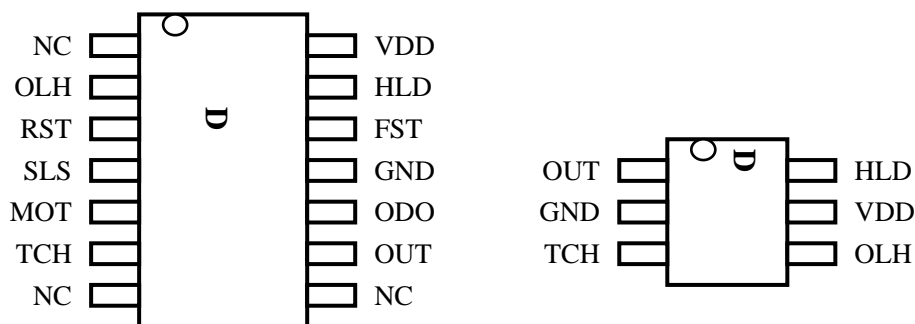 NC VDD
OLH HLD
D
RST FST
SLS GND
MOT ODO
TCH OUT
NC NC
D
OUT HLD
GND VDD
TCH OLH